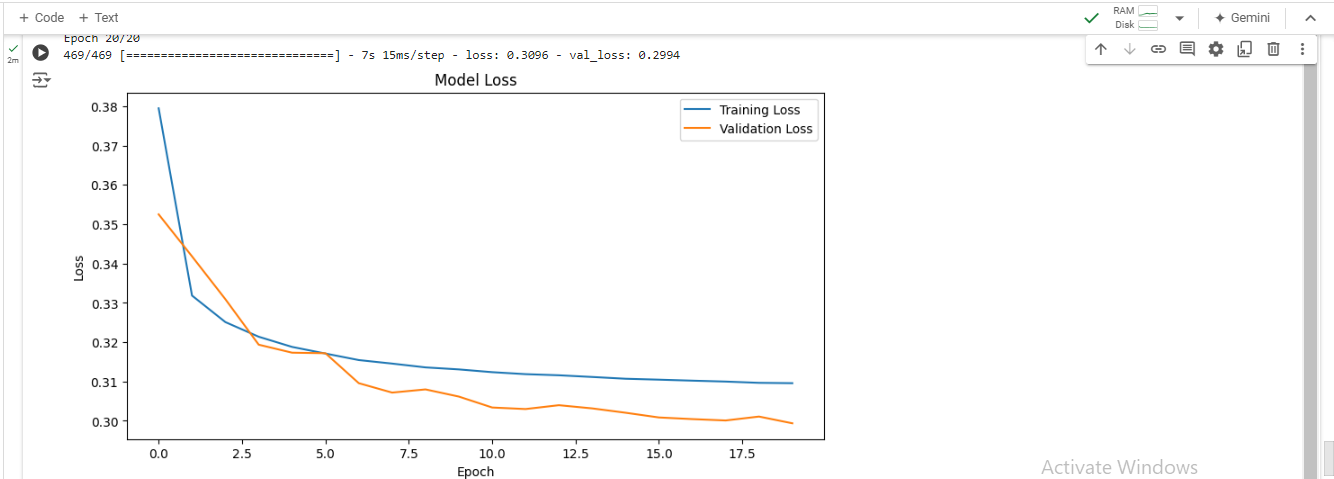 + Code + Text
RAM
Disk
Gemini
Epoch 20/20
2m
469/469 [==============================] - 7s 15ms/step - loss: 0.3096 - val_loss: 0.2994
Model Loss
Training Loss
Validation Loss
0.38
0.37
0.36
0.35
0.34
0.33
0.32
0.31
0.30
Loss
0.0 2.5 5.0 7.5 10.0 12.5 15.0 17.5
Epoch
Activate Windows